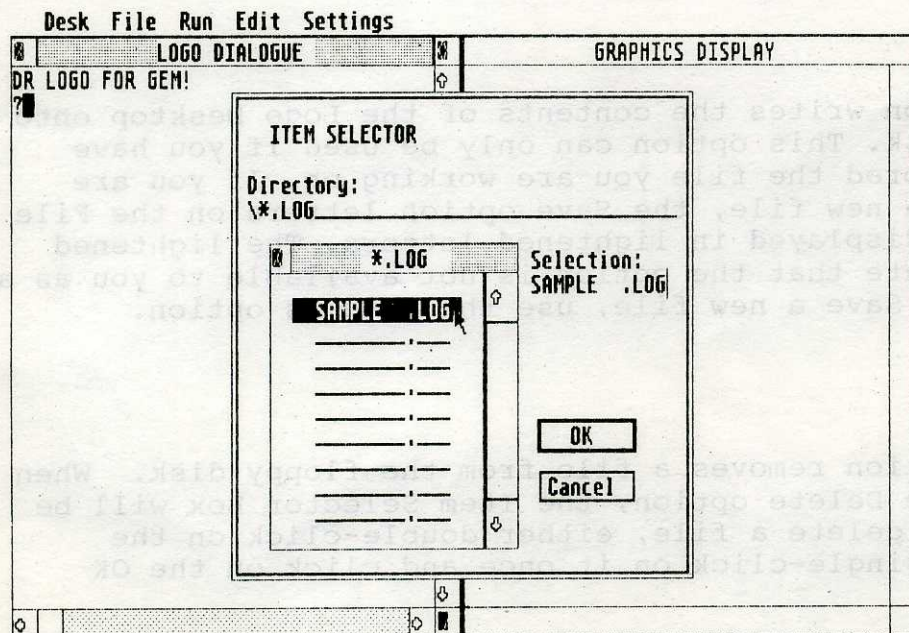 Desk File Run Edit Settings
LOGO DIALOGUE
GRAPHICS DISPLAY
DR LOGO FOR GEM!
?
ITEM SELECTOR
Directory:
\*.LOG
*.LOG
Selection:
SAMPLE .LOG
SAMPLE .LOG
OK
Cancel